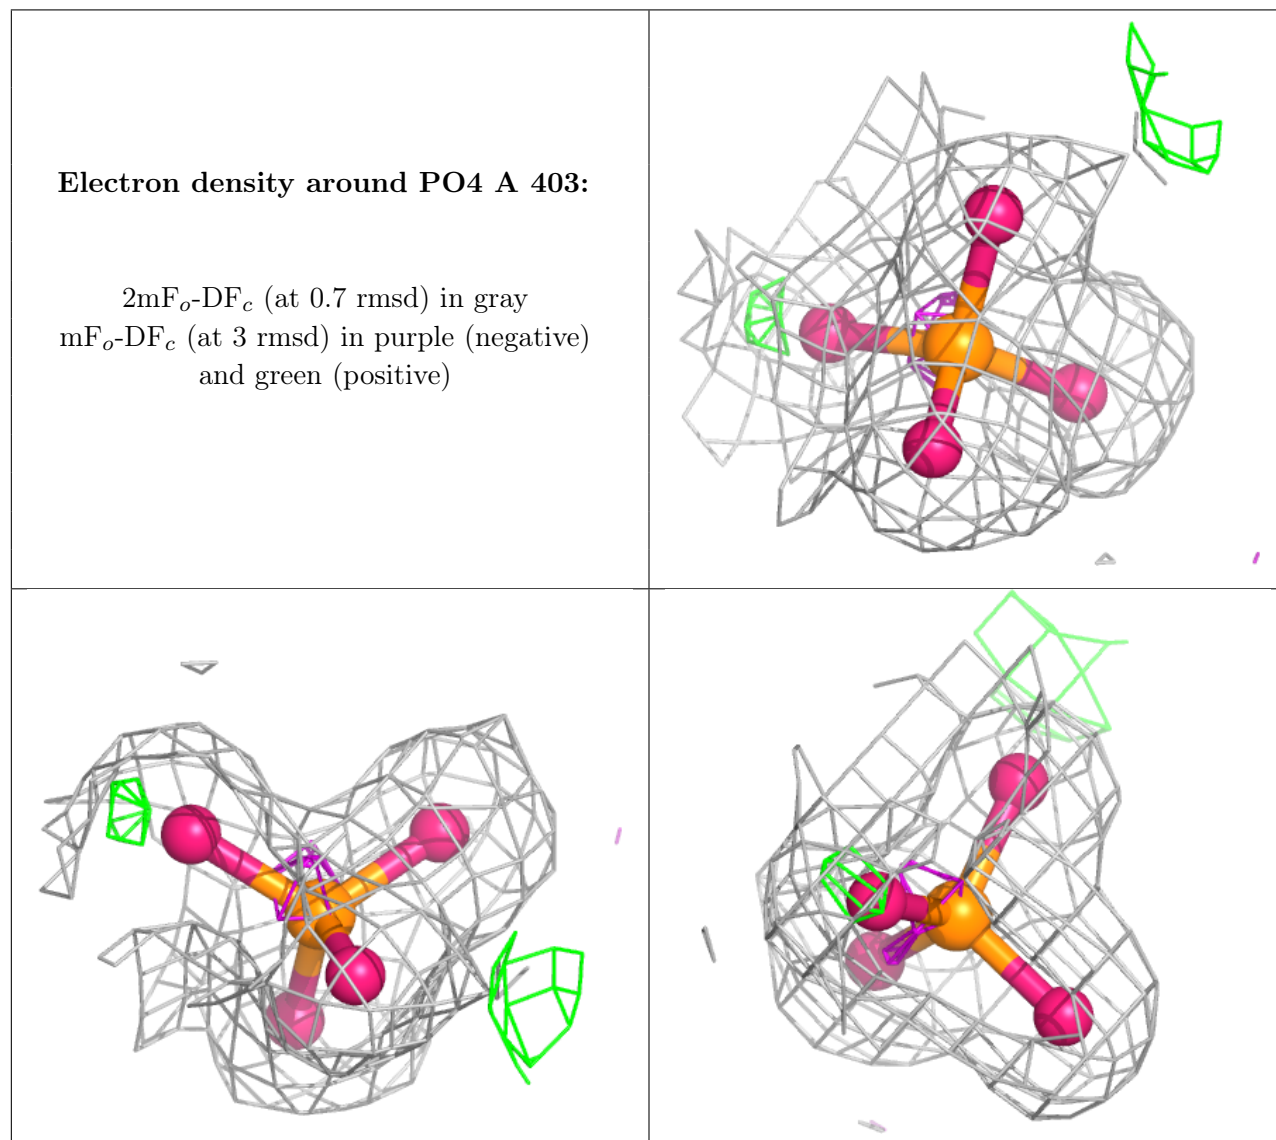 Electron density around PO4 A 403:
2mFo-DFc (at 0.7 rmsd) in gray
mFo-DFc (at 3 rmsd) in purple (negative)
and green (positive)